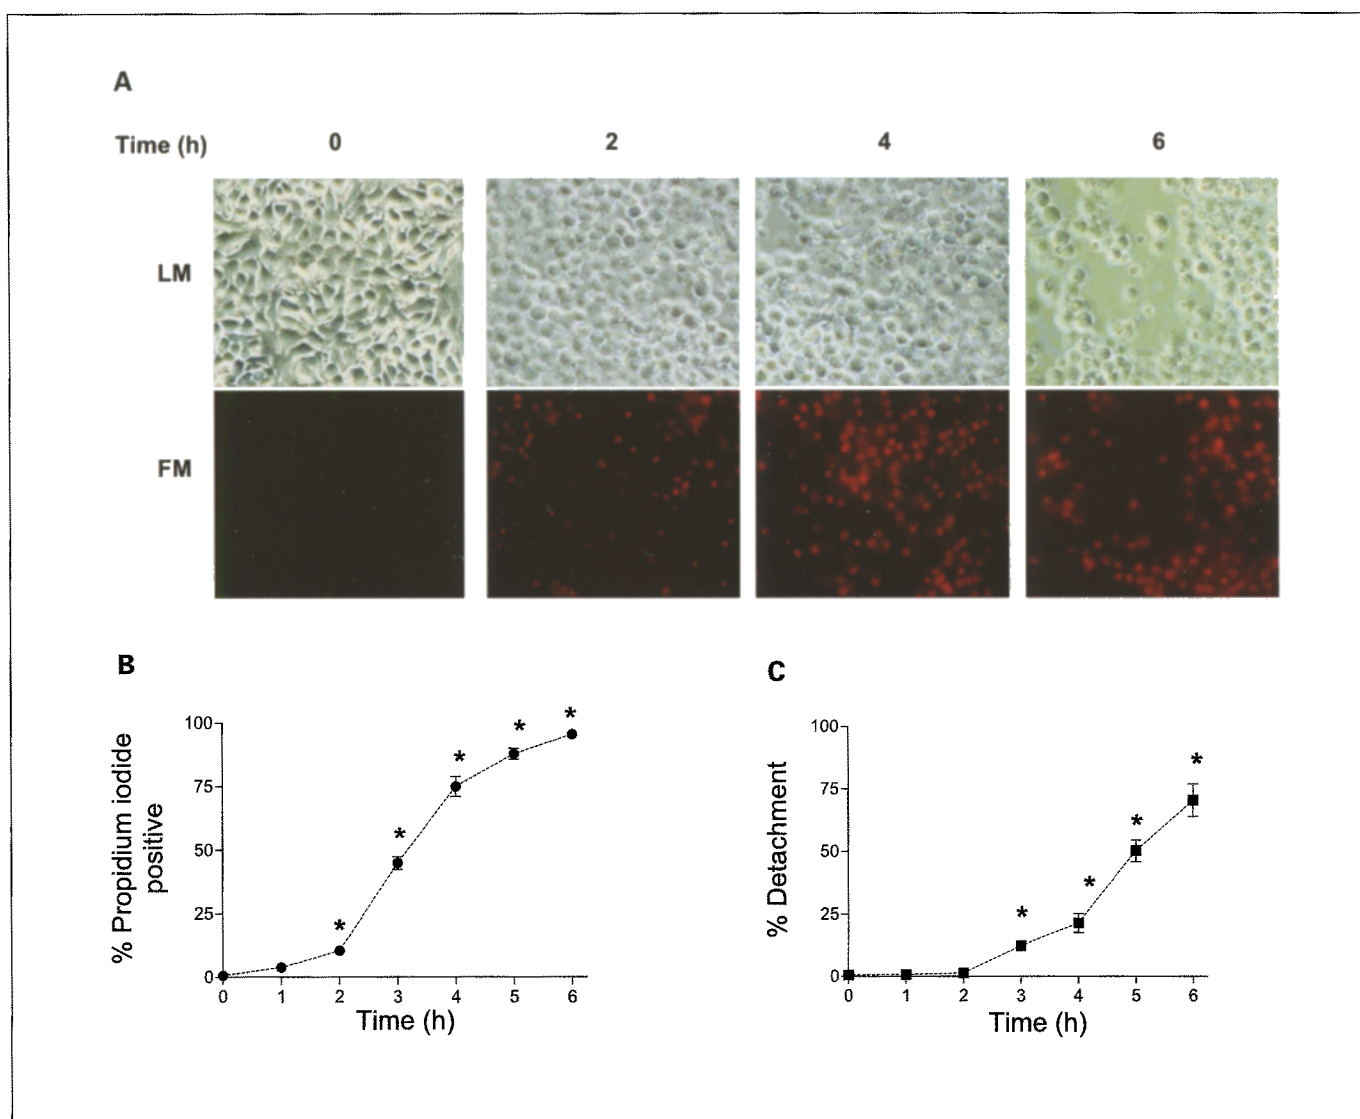 A
Time (h) 0 2 4 6
LM
FM
B
100
75
50
25
0
% Propidium iodide
positive
* * * * *
0 1 2 3 4 5 6
Time (h)
C
100
75
50
25
0
% Detachment
* * * *
0 1 2 3 4 5 6
Time (h)